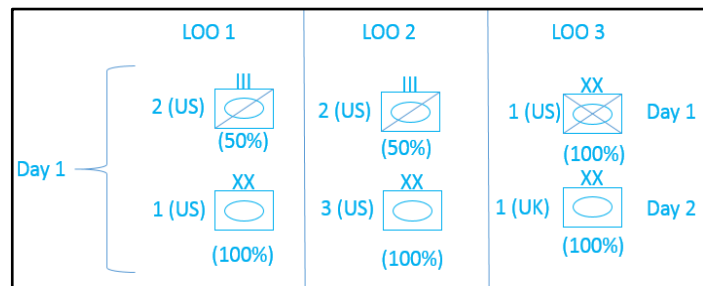 LOO 1
LOO 2
LOO 3
III
2 (US)
(50%)
III
2 (US)
(50%)
XX
1 (US)
Day 1
(100%)
Day 1
XX
1 (US)
(100%)
XX
3 (US)
(100%)
XX
1 (UK)
Day 2
(100%)